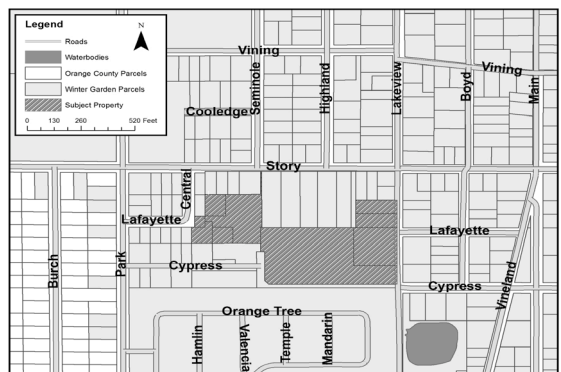 Legend
N
Roads
Waterbodies
Orange County Parcels
Winter Garden Parcels
Subject Property
0 130 260 520 Feet
Vining
Vining
Cooledge
Seminole
Highland
Lakeview
Boyd
Main
Story
Central
Lafayette
Lafayette
Burch
Park
Cypress
Cypress
Vineland
Orange Tree
Hamlin
Valencia
Temple
Mandarin